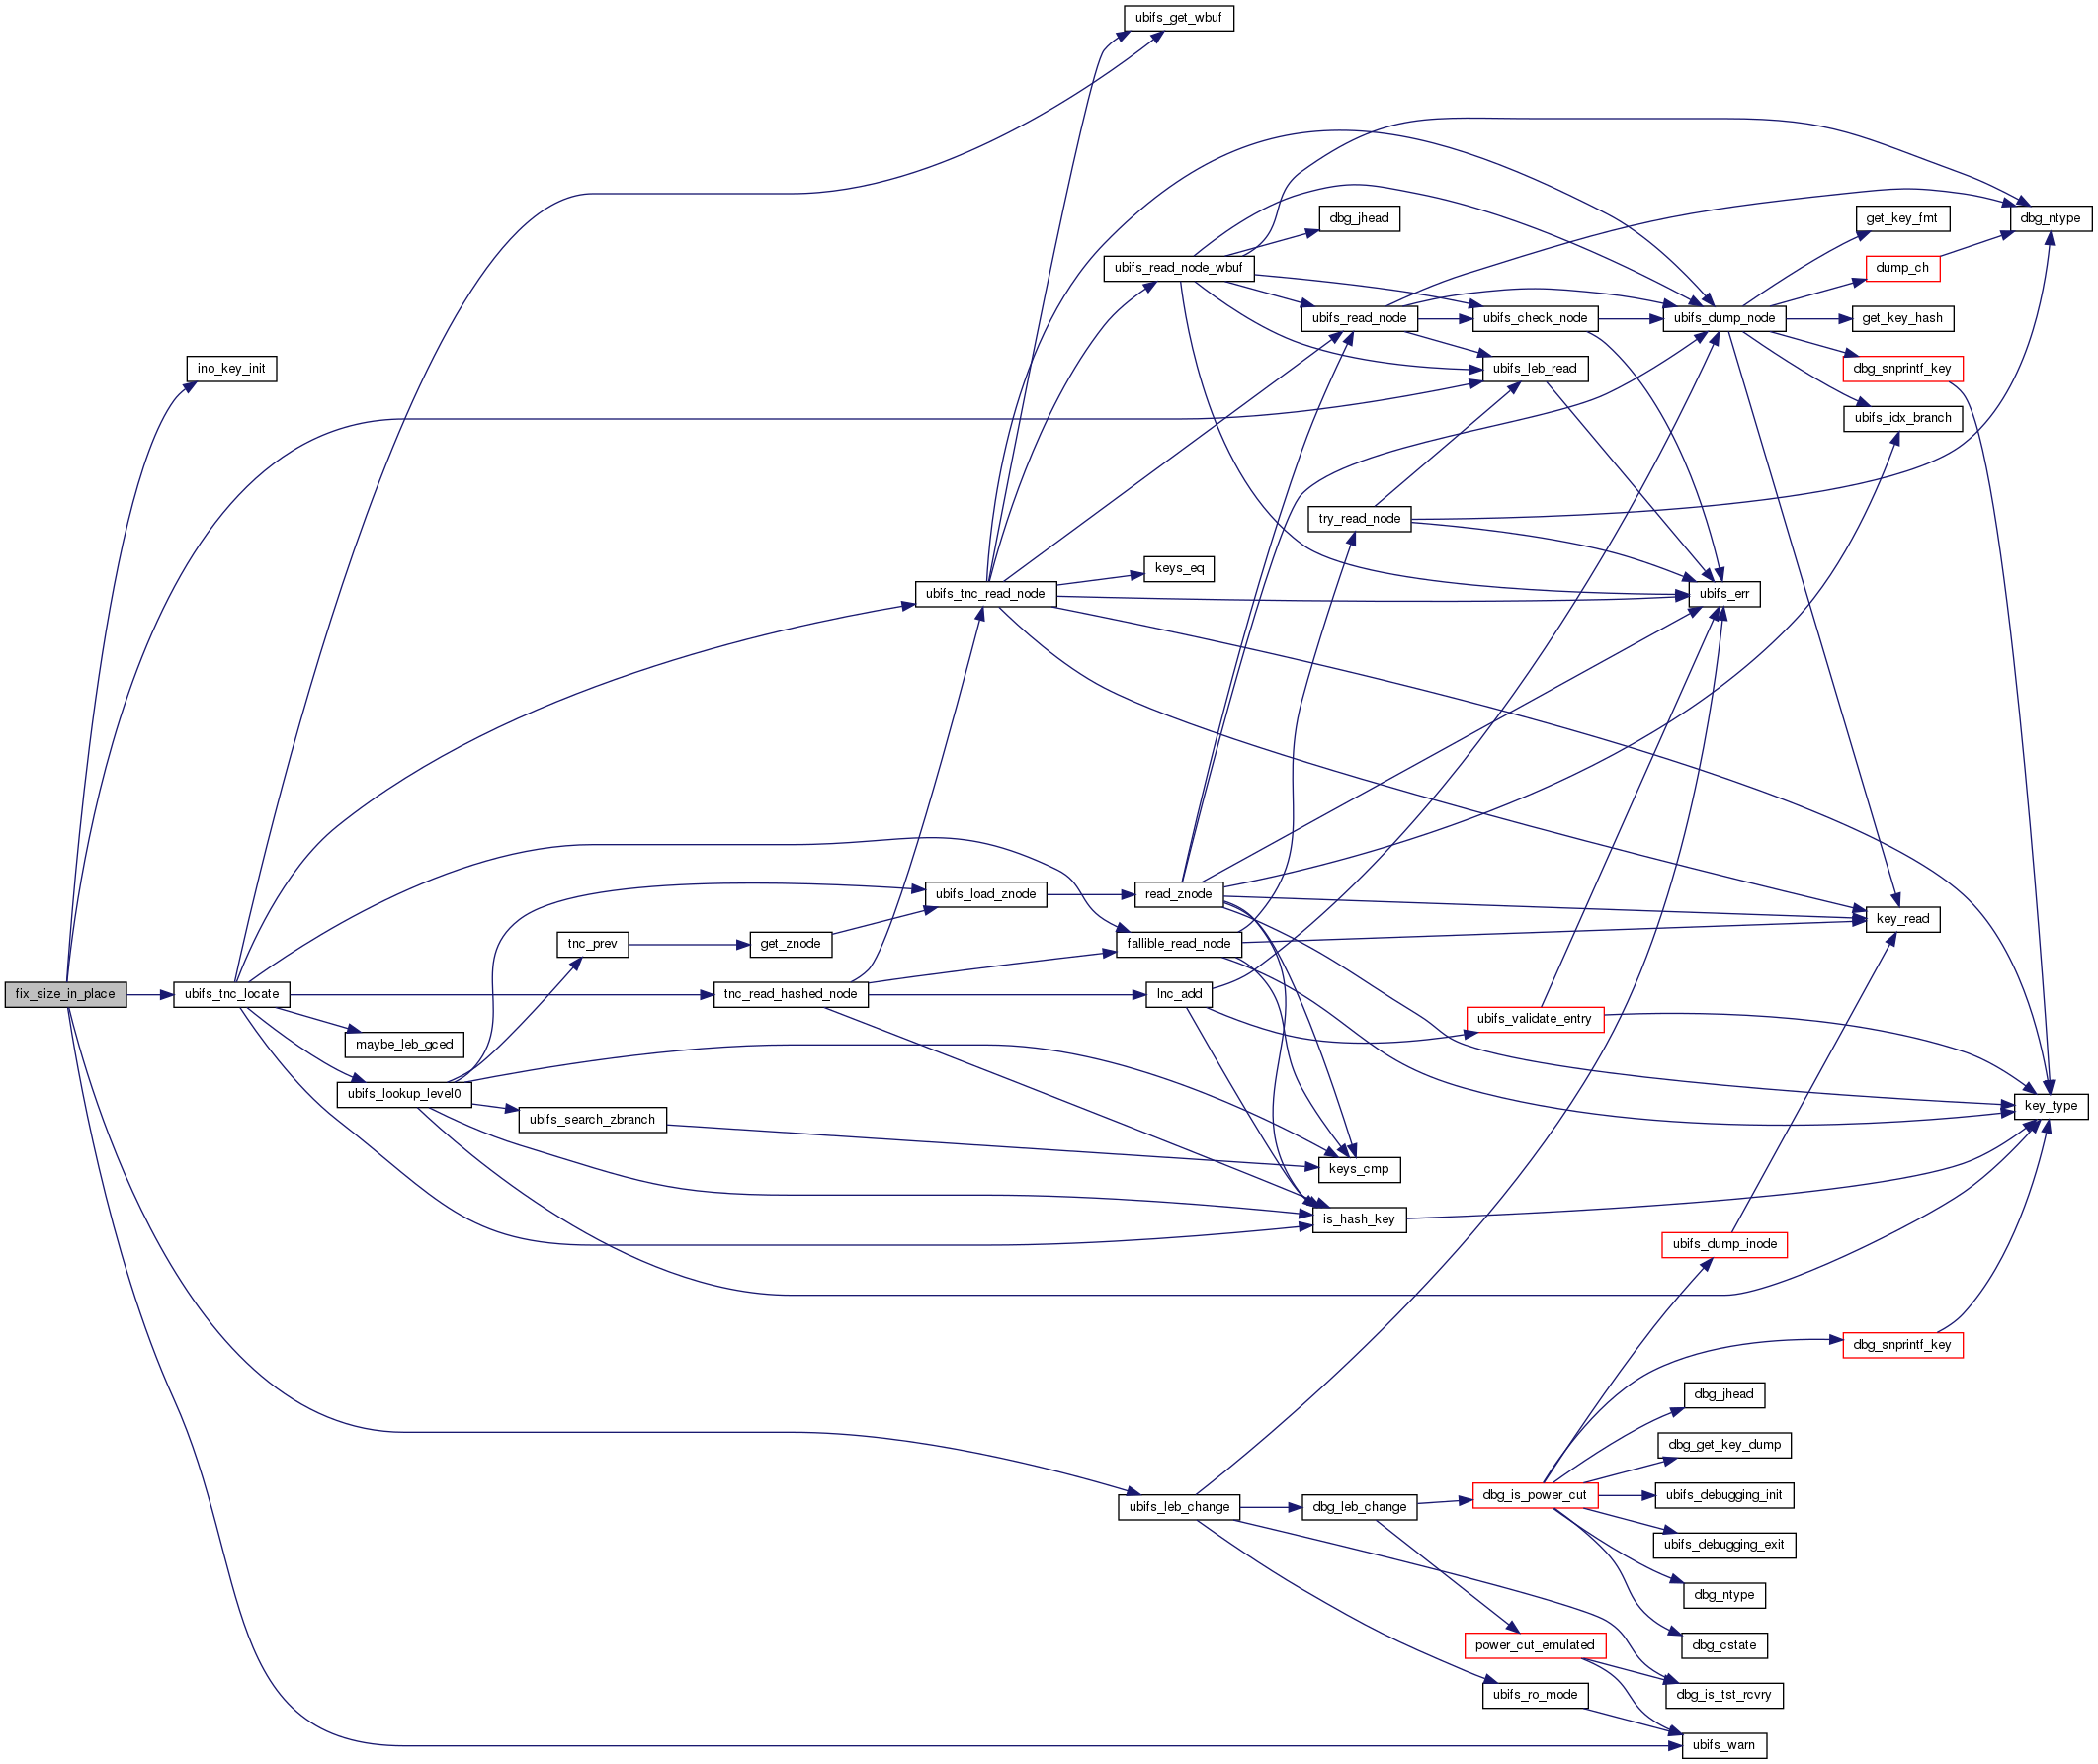 ubifs_get_wbuf
dbg_jhead
get_key_fmt
dbg_ntype
ubifs_read_node_wbuf
dump_ch
ubifs_read_node
ubifs_check_node
ubifs_dump_node
get_key_hash
ino_key_init
ubifs_leb_read
dbg_snprintf_key
ubifs_idx_branch
try_read_node
keys_eq
ubifs_tnc_read_node
ubifs_err
ubifs_load_znode
read_znode
key_read
tnc_prev
get_znode
fallible_read_node
fix_size_in_place
ubifs_tnc_locate
tnc_read_hashed_node
lnc_add
ubifs_validate_entry
maybe_leb_gced
ubifs_lookup_level0
key_type
ubifs_search_zbranch
keys_cmp
is_hash_key
ubifs_dump_inode
dbg_snprintf_key
dbg_jhead
dbg_get_key_dump
dbg_is_power_cut
ubifs_debugging_init
ubifs_leb_change
dbg_leb_change
ubifs_debugging_exit
dbg_ntype
power_cut_emulated
dbg_cstate
ubifs_ro_mode
dbg_is_tst_rcvry
ubifs_warn